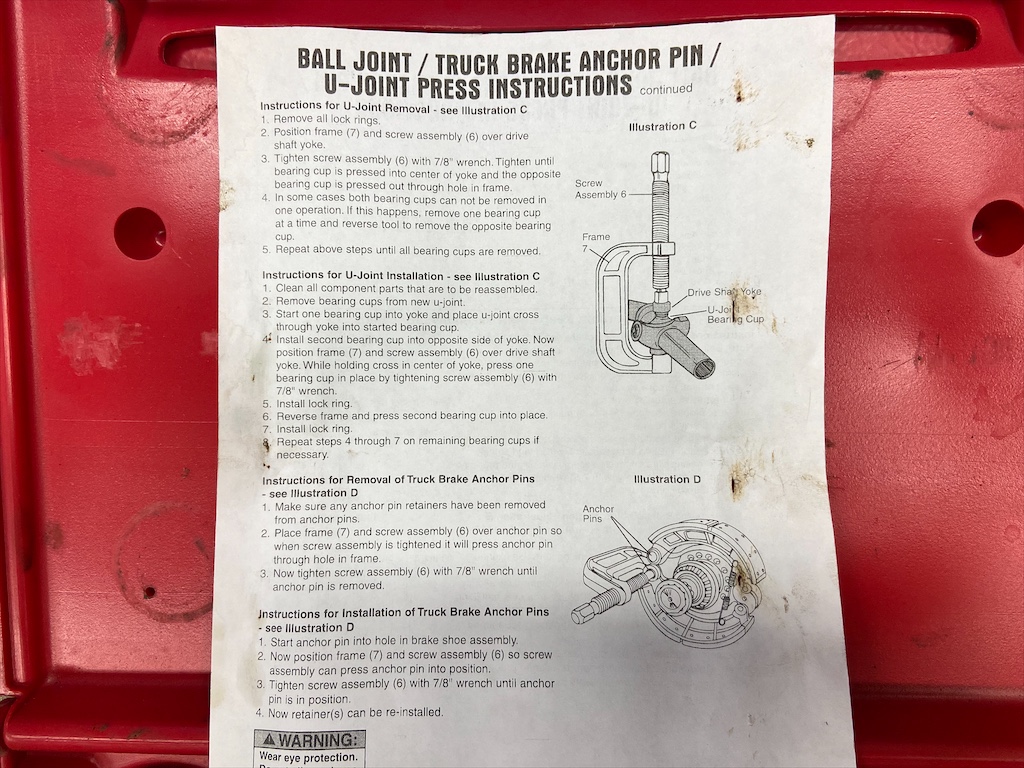 BALL JOINT / TRUCK BRAKE ANCHOR PIN /
U-JOINT PRESS INSTRUCTIONS continued
Instructions for U-Joint Removal - see Illustration C
1. Remove all lock rings.
2. Position frame (7) and screw assembly (6) over drive
shaft yoke.
3. Tighten screw assembly (6) with 7/8" wrench. Tighten until
bearing cup is pressed into center of yoke and the opposite
bearing cup is pressed out through hole in frame.
4. In some cases both bearing cups can not be removed in
one operation. If this happens, remove one bearing cup
at a time and reverse tool to remove the opposite bearing
cup.
5. Repeat above steps until all bearing cups are removed.
Illustration C
Screw
Assembly 6
Frame
7
Drive Shaft Yoke
U-Joint
Bearing Cup
Instructions for U-Joint Installation - see Illustration C
1. Clean all component parts that are to be reassembled.
2. Remove bearing cups from new u-joint.
3. Start one bearing cup into yoke and place u-joint cross
through yoke into started bearing cup.
4. Install second bearing cup into opposite side of yoke. Now
position frame (7) and screw assembly (6) over drive shaft
yoke. While holding cross in center of yoke, press one
bearing cup in place by tightening screw assembly (6) with
7/8" wrench.
5. Install lock ring.
6. Reverse frame and press second bearing cup into place.
7. Install lock ring.
8. Repeat steps 4 through 7 on remaining bearing cups if
necessary.
Instructions for Removal of Truck Brake Anchor Pins
- see Illustration D
1. Make sure any anchor pin retainers have been removed
from anchor pins.
2. Place frame (7) and screw assembly (6) over anchor pin so
when screw assembly is tightened it will press anchor pin
through hole in frame.
3. Now tighten screw assembly (6) with 7/8" wrench until
anchor pin is removed.
Illustration D
Anchor
Pins
Instructions for Installation of Truck Brake Anchor Pins
- see Illustration D
1. Start anchor pin into hole in brake shoe assembly.
2. Now position frame (7) and screw assembly (6) so screw
assembly can press anchor pin into position.
3. Tighten screw assembly (6) with 7/8" wrench until anchor
pin is in position.
4. Now retainer(s) can be re-installed.
WARNING:
Wear eye protection.